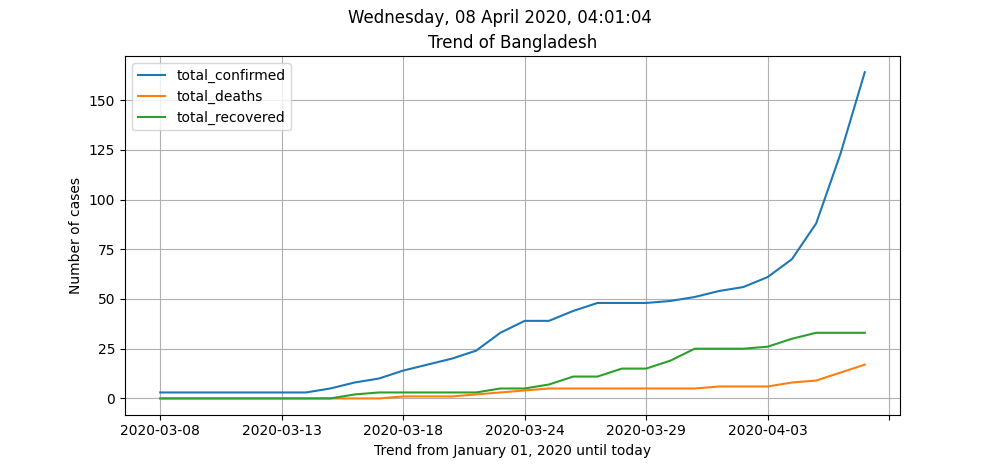 Wednesday, 08 April 2020, 04:01:04
Trend of Bangladesh
total_confirmed
total_deaths
total_recovered
150
125
100
75
50
25
0
Number of cases
2020-03-08 2020-03-13 2020-03-18 2020-03-24 2020-03-29 2020-04-03
Trend from January 01, 2020 until today